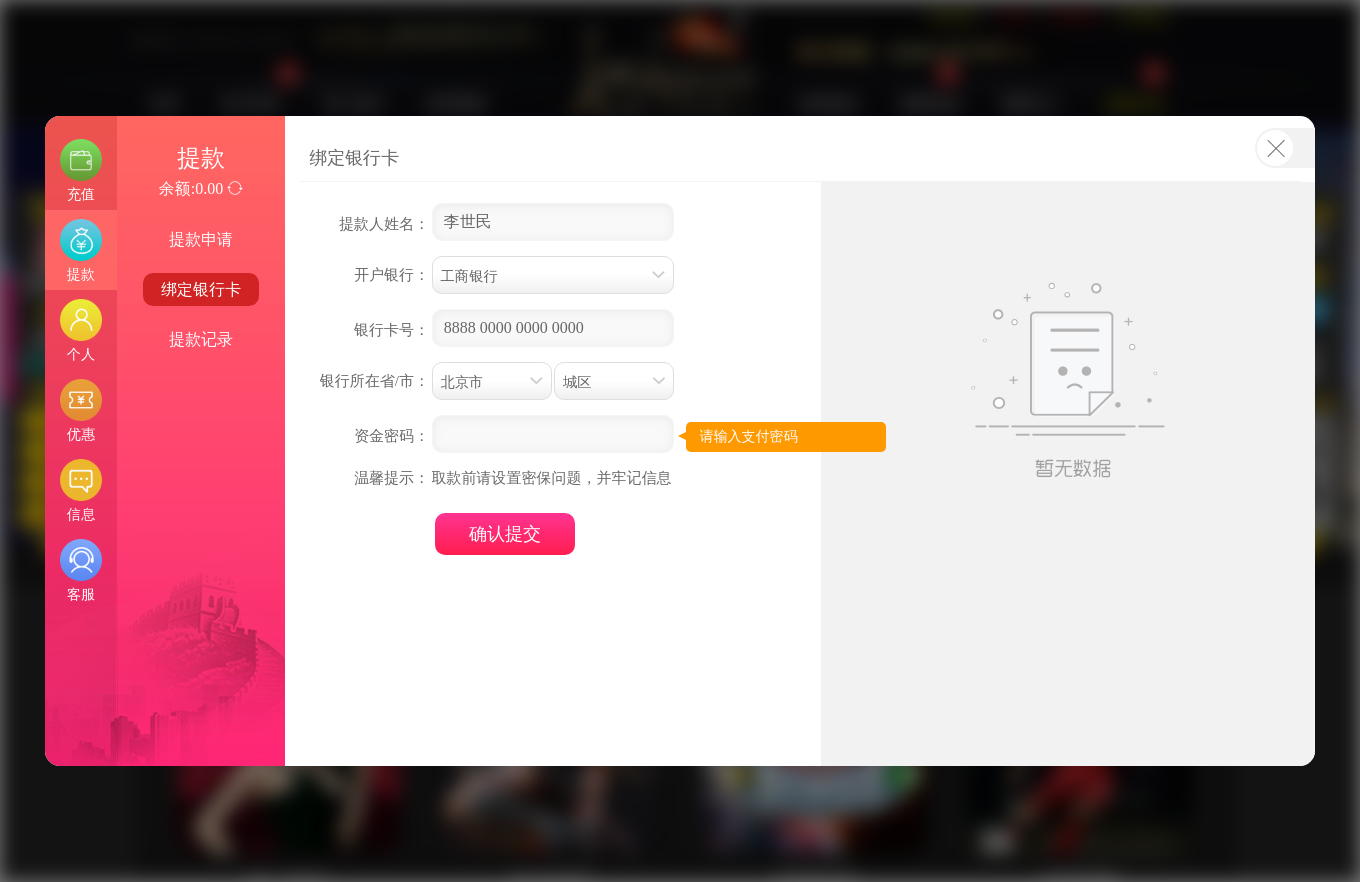 充值
提款
个人
优惠
信息
客服
提款
余额:0.00
提款申请
绑定银行卡
提款记录
绑定银行卡
提款人姓名： 李世民
开户银行： 工商银行
银行卡号： 8888 0000 0000 0000
银行所在省/市： 北京市 城区
资金密码： 请输入支付密码
温馨提示： 取款前请设置密保问题，并牢记信息
确认提交
暂无数据